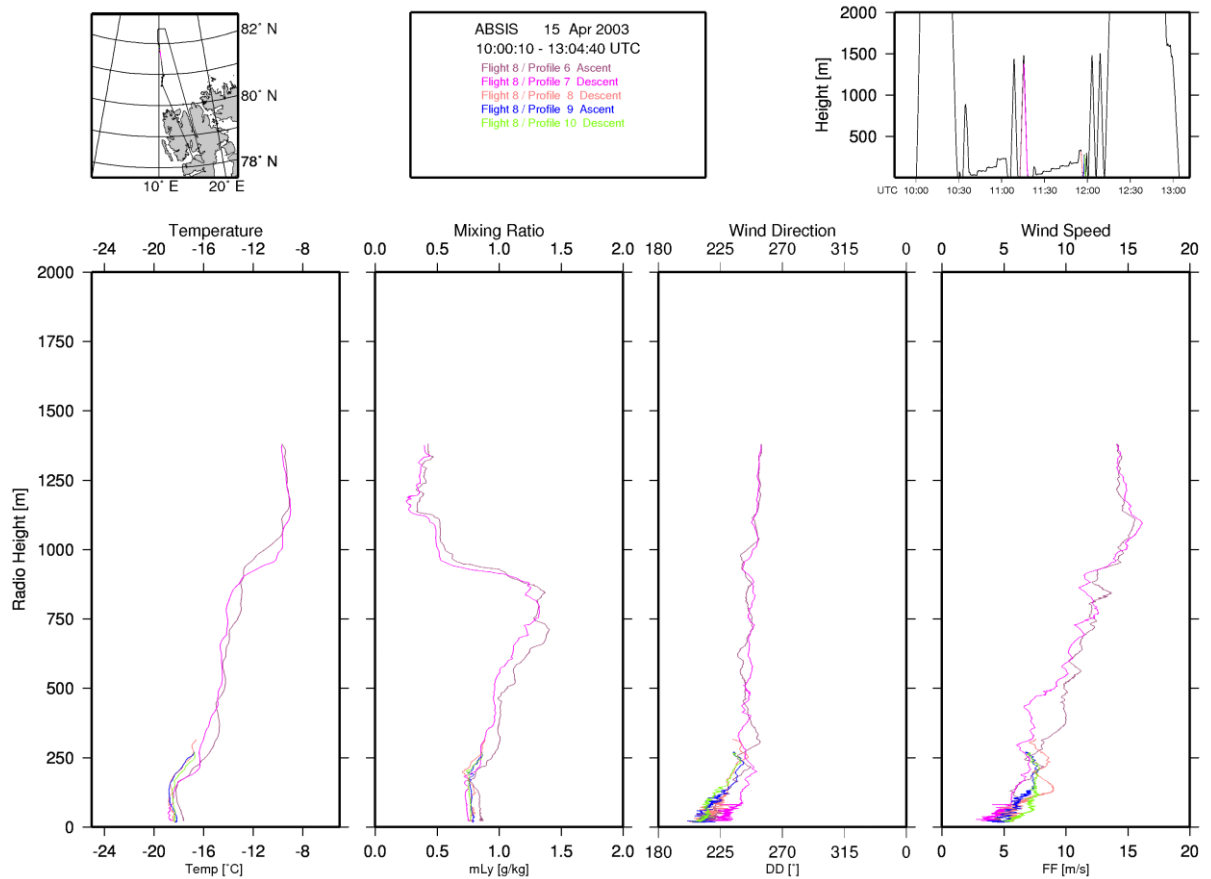 82° N
80° N
78° N
10° E 20° E
ABSIS 15 Apr 2003
10:00:10 - 13:04:40 UTC
Flight 8 / Profile 6 Ascent
Flight 8 / Profile 7 Descent
Flight 8 / Profile 8 Descent
Flight 8 / Profile 9 Ascent
Flight 8 / Profile 10 Descent
Height [m]
2000
1500
1000
500
UTC 10:00 10:30 11:00 11:30 12:00 12:30 13:00
Temperature
-24 -20 -16 -12 -8
Mixing Ratio
0.0 0.5 1.0 1.5 2.0
Wind Direction
180 225 270 315 0
Wind Speed
0 5 10 15 20
Radio Height [m]
2000
1750
1500
1250
1000
750
500
250
0
-24 -20 -16 -12 -8
Temp [°C]
0.0 0.5 1.0 1.5 2.0
mLy [g/kg]
180 225 270 315 0
DD [°]
0 5 10 15 20
FF [m/s]